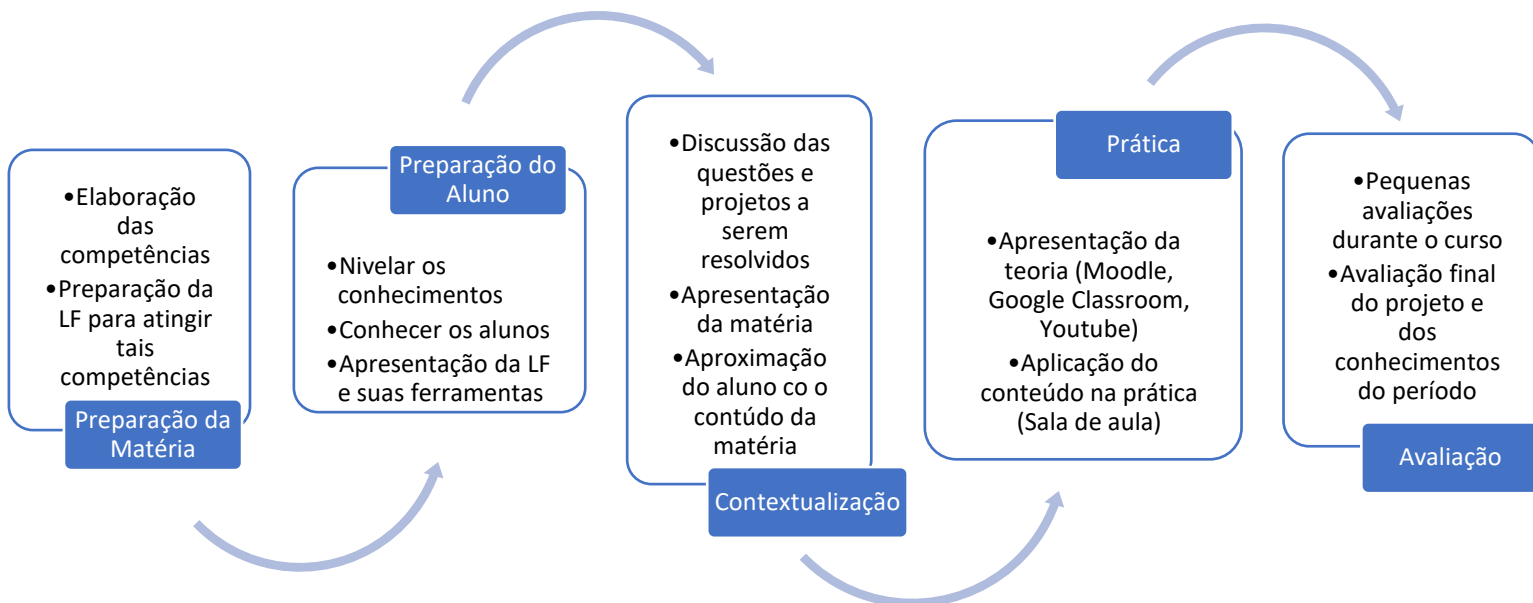 •Elaboração
das
competências
•Preparação da
LF para atingir
tais
competências
Preparação da
Matéria
Preparação do
Aluno
•Nivelar os
conhecimentos
•Conhecer os alunos
•Apresentação da LF
e suas ferramentas
•Discussão das
questões e
projetos a
serem
resolvidos
•Apresentação
da matéria
•Aproximação
do aluno co o
contúdo da
matéria
Contextualização
Prática
•Apresentação da
teoria (Moodle,
Google Classroom,
Youtube)
•Aplicação do
conteúdo na prática
(Sala de aula)
•Pequenas
avaliações
durante o curso
•Avaliação final
do projeto e
dos
conhecimentos
do período
Avaliação